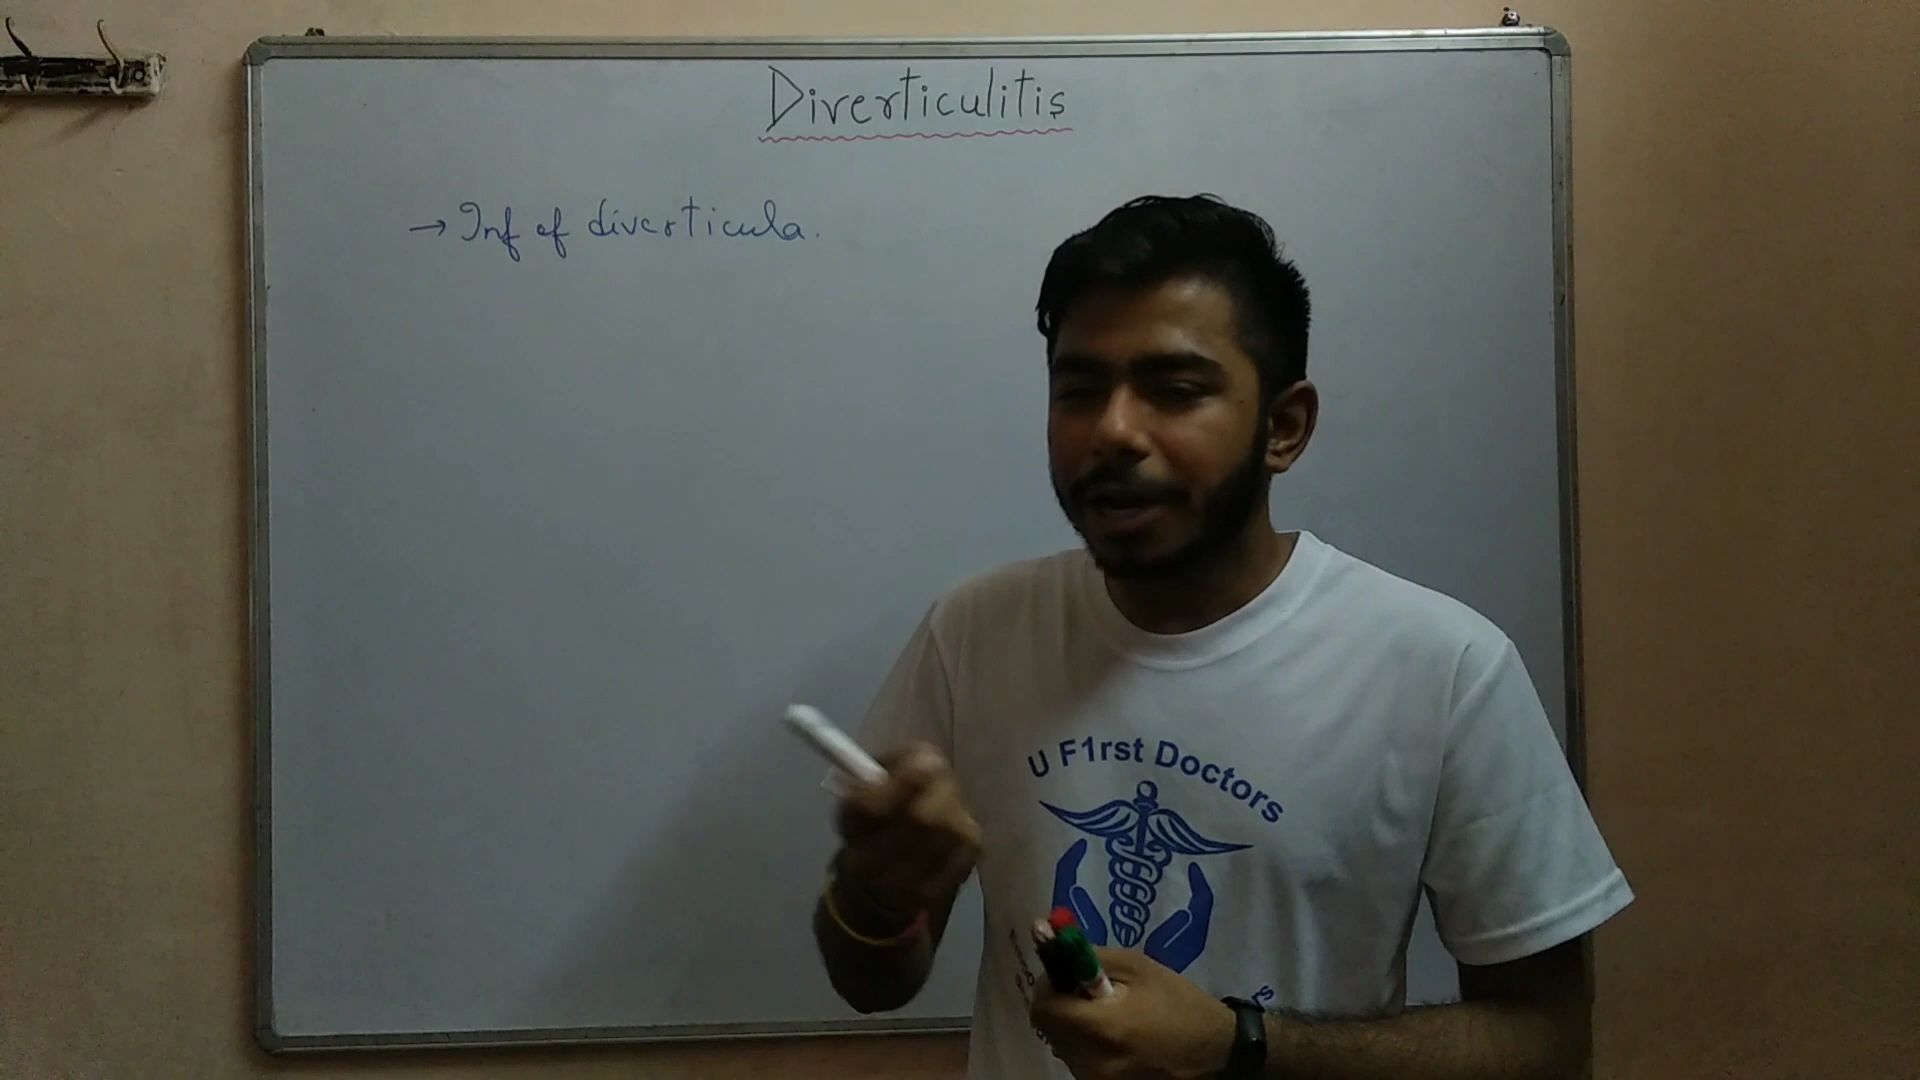 Diverticulitis
→ Inf of diverticula.
U F1rst Doctors